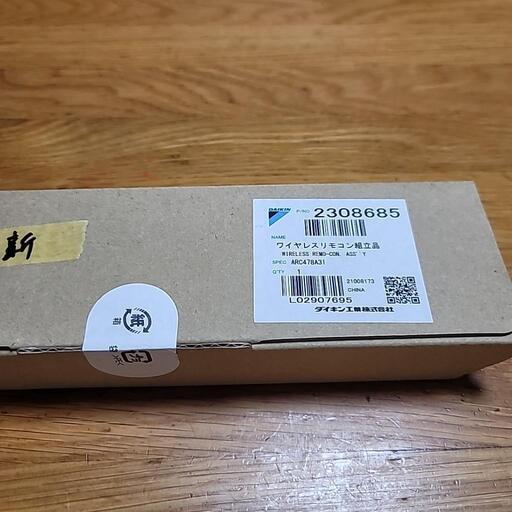 新
DAIKIN
P/NO. 2308685
NAME
ワイヤレスリモコン組立品
WIRELESS REMO-CON. ASS'Y
SPEC. ARC478A31
Q'TY 1
21008173
CHINA
L02907695
ダイキン工業株式会社
紙
箱